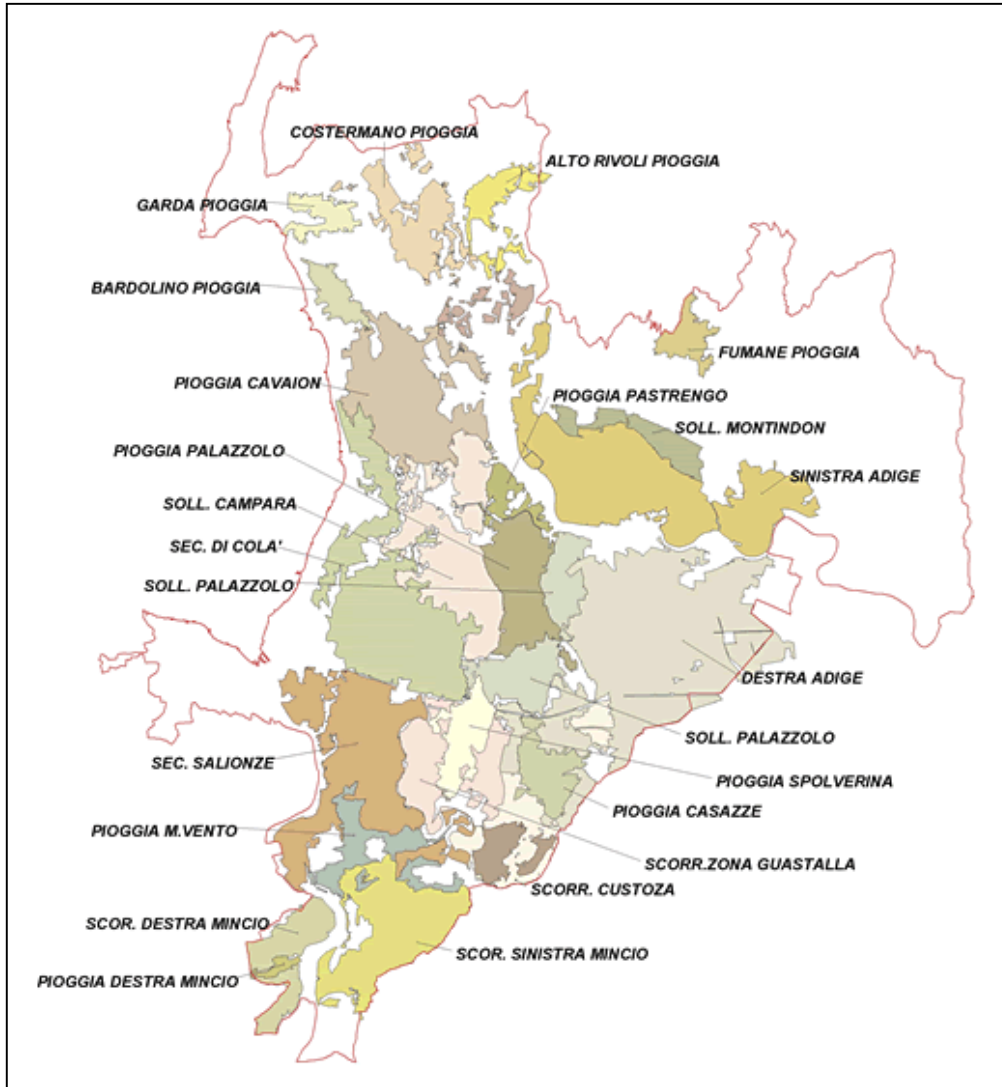 COSTERMANO PIOGGIA
ALTO RIVOLI PIOGGIA
GARDA PIOGGIA
BARDOLINO PIOGGIA
FUMANE PIOGGIA
PIOGGIA CAVAION
PIOGGIA PASTRENGO
SOLL. MONTINDON
PIOGGIA PALAZZOLO
SINISTRA ADIGE
SOLL. CAMPARA
SEC. DI COLA'
SOLL. PALAZZOLO
DESTRA ADIGE
SOLL. PALAZZOLO
SEC. SALIONZE
PIOGGIA SPOLVERINA
PIOGGIA CASAZZE
PIOGGIA M.VENTO
SCORR.ZONA GUASTALLA
SCORR. CUSTOZA
SCOR. DESTRA MINCIO
SCOR. SINISTRA MINCIO
PIOGGIA DESTRA MINCIO